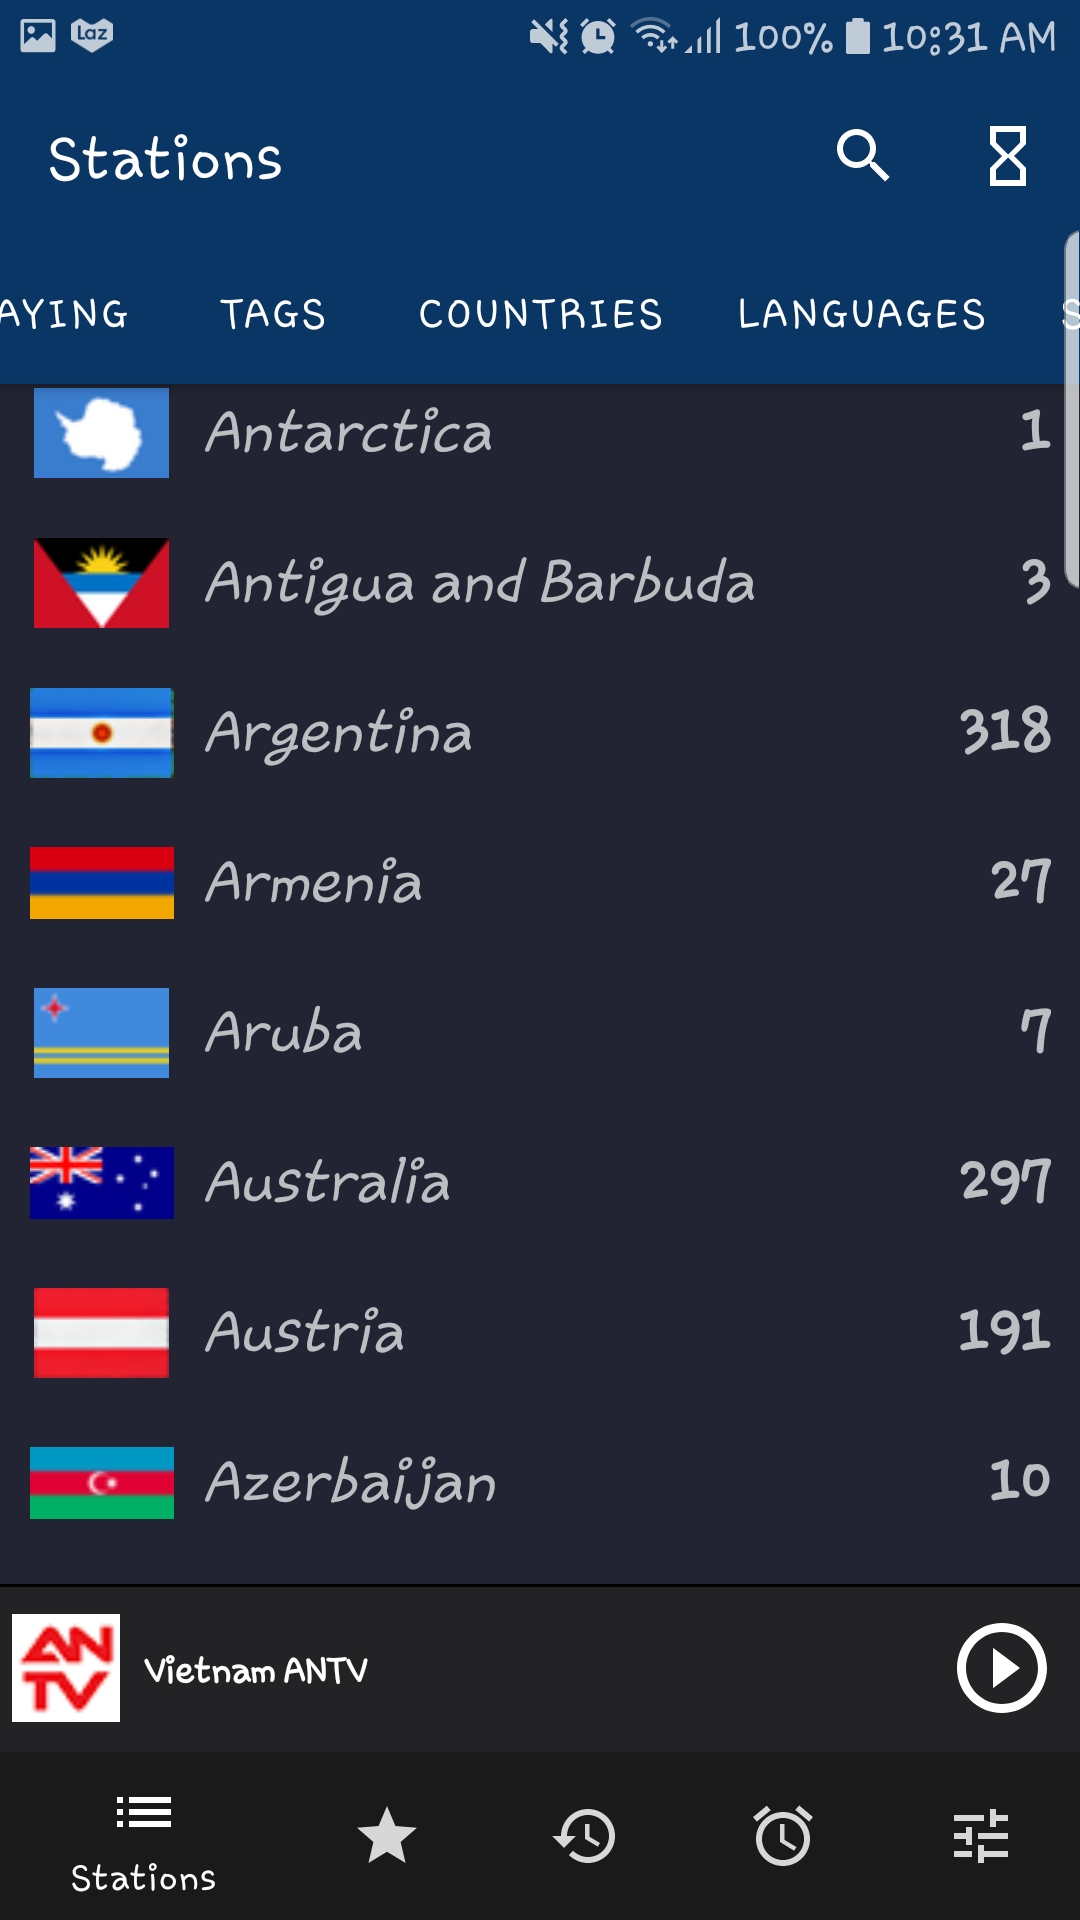 Laz 100% 10:31 AM
Stations
AYING TAGS COUNTRIES LANGUAGES S
Antarctica 1
Antigua and Barbuda 3
Argentina 318
Armenia 27
Aruba 7
Australia 297
Austria 191
Azerbaijan 10
AN
TV
Vietnam ANTV
Stations